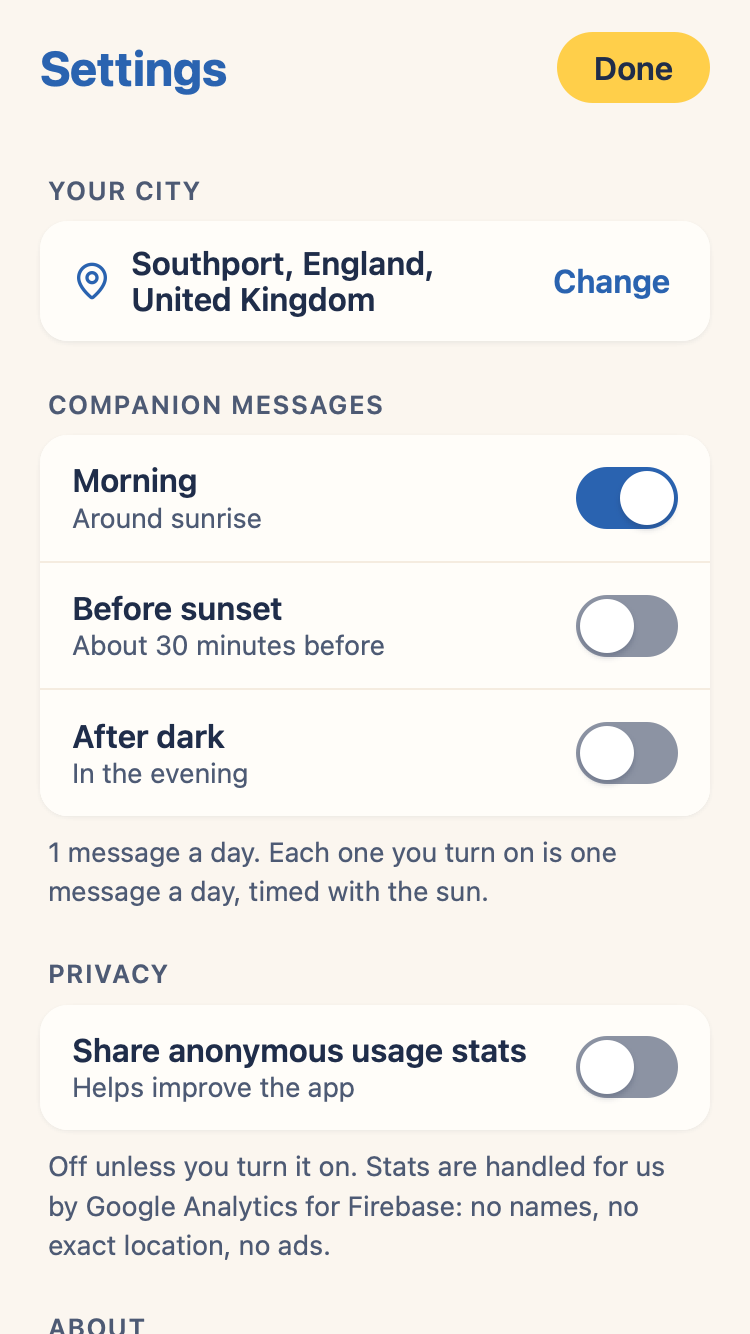 Settings
Done
YOUR CITY
Southport, England,
United Kingdom
Change
COMPANION MESSAGES
Morning
Around sunrise
Before sunset
About 30 minutes before
After dark
In the evening
1 message a day. Each one you turn on is one
message a day, timed with the sun.
PRIVACY
Share anonymous usage stats
Helps improve the app
Off unless you turn it on. Stats are handled for us
by Google Analytics for Firebase: no names, no
exact location, no ads.
ABOUT